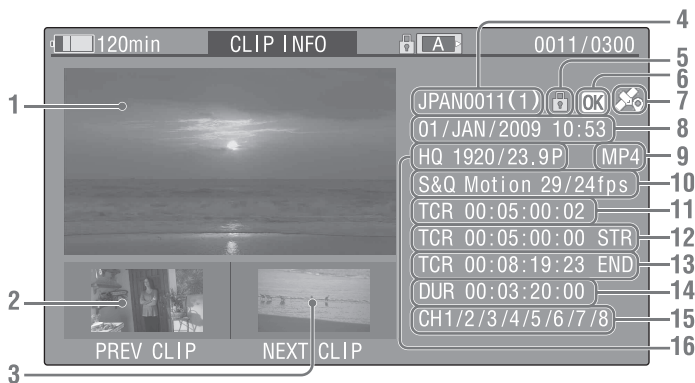 4
120min CLIP INFO A 0011/0300
5
6
1
JPAN0011(1) OK
7
01/JAN/2009 10:53
8
HQ 1920/23.9P MP4
9
S&Q Motion 29/24fps
10
TCR 00:05:00:02
11
TCR 00:05:00:00 STR
12
TCR 00:08:19:23 END
13
2
DUR 00:03:20:00
14
CH1/2/3/4/5/6/7/8
15
PREV CLIP NEXT CLIP
16
3